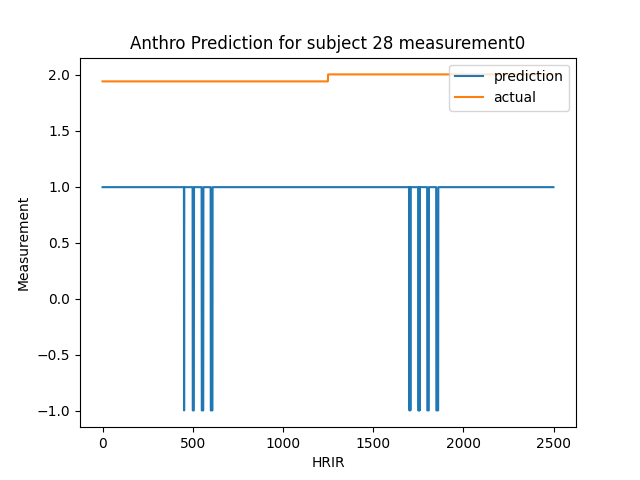 Anthro Prediction for subject 28 measurement0
prediction
actual
2.0
1.5
1.0
0.5
0.0
−0.5
−1.0
Measurement
0 500 1000 1500 2000 2500
HRIR